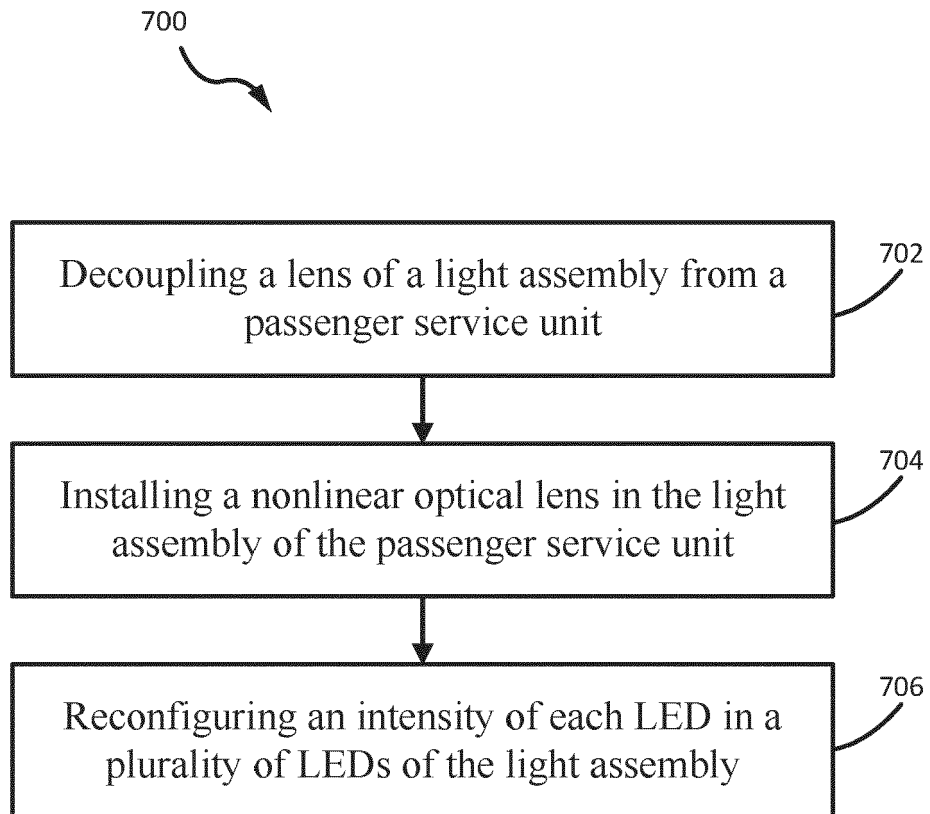 700
Decoupling a lens of a light assembly from a
passenger service unit
702
Installing a nonlinear optical lens in the light
assembly of the passenger service unit
704
Reconfiguring an intensity of each LED in a
plurality of LEDs of the light assembly
706